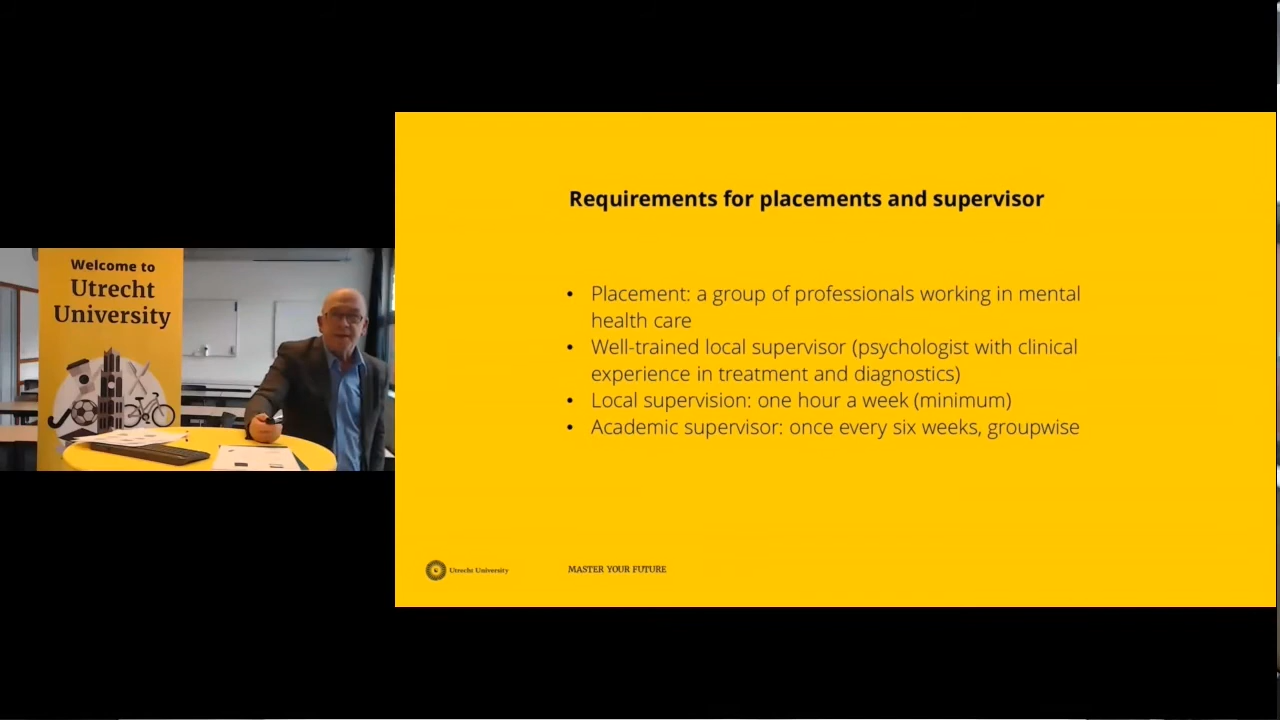 Welcome to
Utrecht
University
Requirements for placements and supervisor
• Placement: a group of professionals working in mental
health care
• Well-trained local supervisor (psychologist with clinical
experience in treatment and diagnostics)
• Local supervision: one hour a week (minimum)
• Academic supervisor: once every six weeks, groupwise
Utrecht University
MASTER YOUR FUTURE